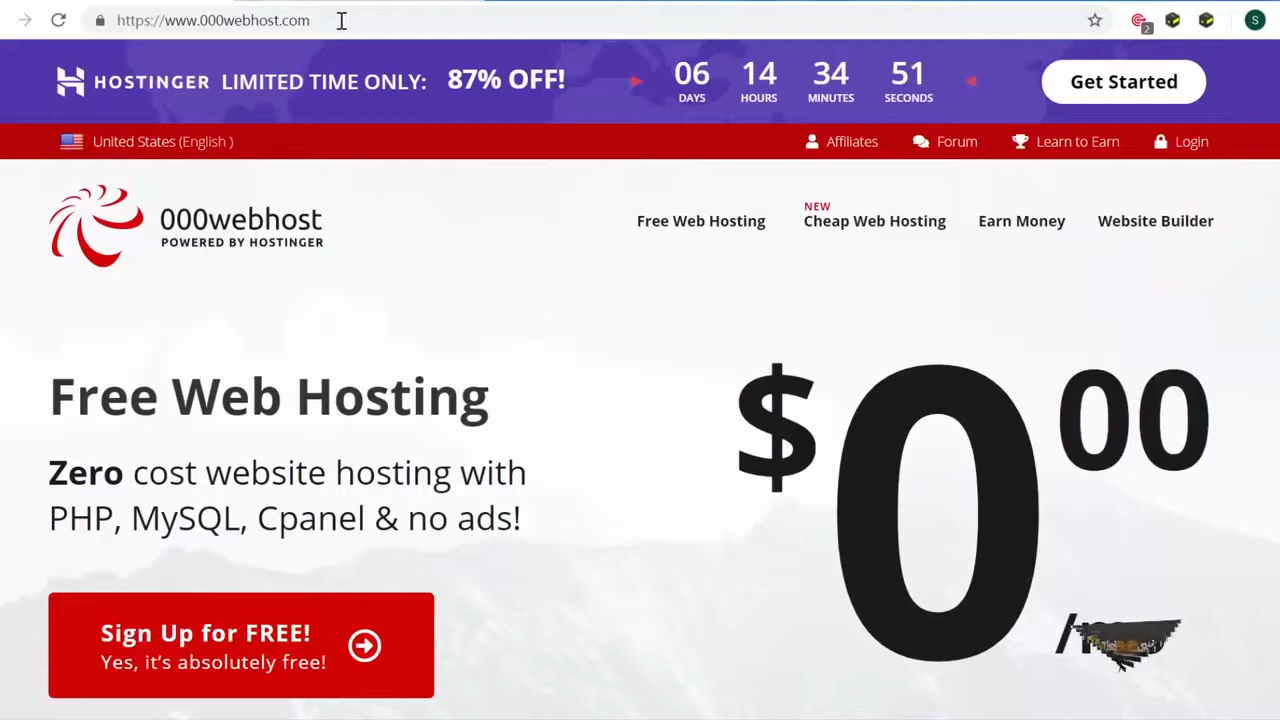 https://www.000webhost.com
2
S
HOSTINGER LIMITED TIME ONLY: 87% OFF!
06 14 34 51
DAYS HOURS MINUTES SECONDS
Get Started
United States (English )
Affiliates Forum Learn to Earn Login
000webhost
POWERED BY HOSTINGER
NEW
Free Web Hosting Cheap Web Hosting Earn Money Website Builder
Free Web Hosting
$0 00
Zero cost website hosting with
PHP, MySQL, Cpanel & no ads!
Sign Up for FREE!
Yes, it's absolutely free!